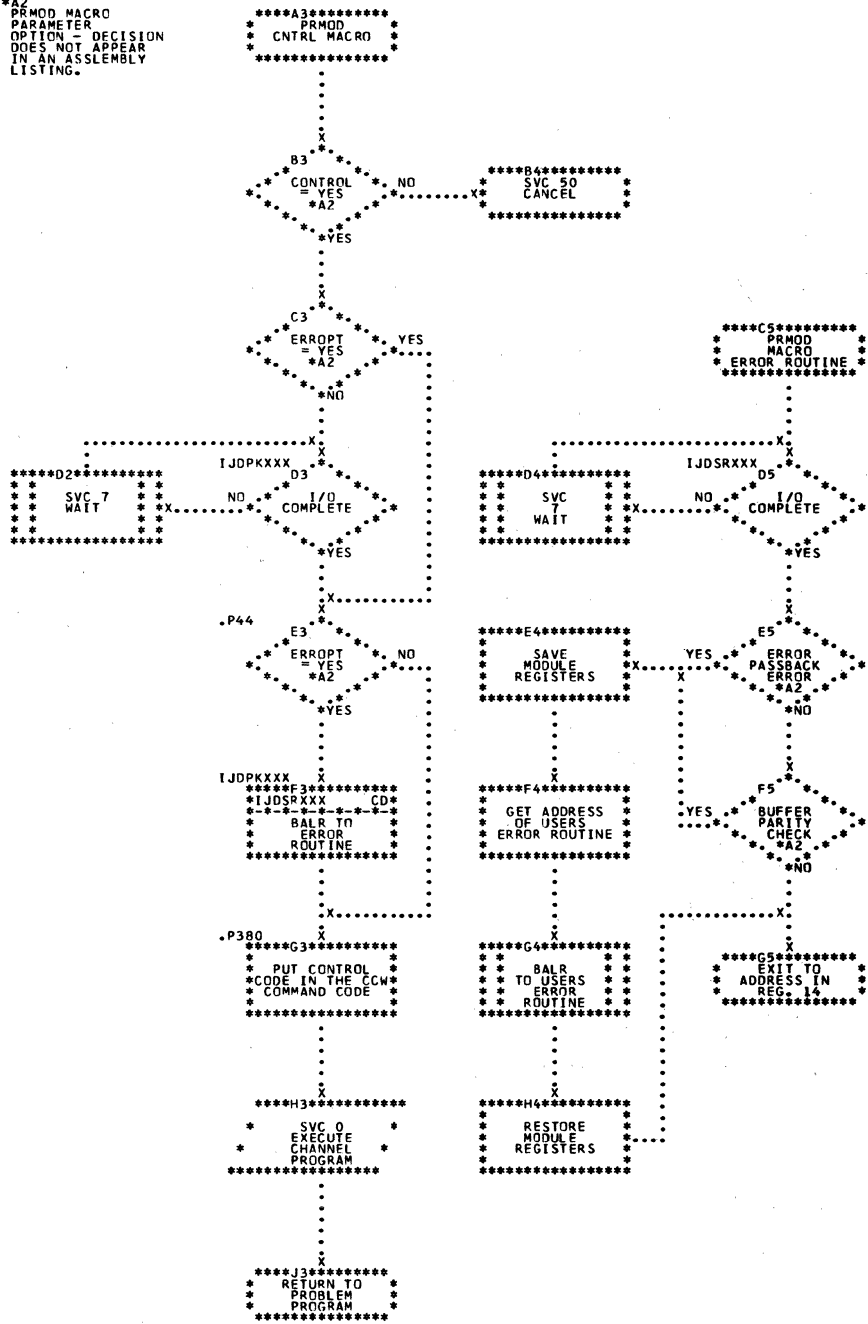 *A2
PRMOD MACRO
PARAMETER
OPTION - DECISION
DOES NOT APPEAR
IN AN ASSLEMBLY
LISTING.
A3
PRMOD
CNTRL MACRO
B3
CONTROL
= YES
*A2
NO
YES
B4
SVC 50
CANCEL
C3
ERROPT
= YES
*A2
YES
NO
C5
PRMOD
MACRO
ERROR ROUTINE
D2
SVC 7
WAIT
IJDPKXXX
D3
I/O
COMPLETE
NO
YES
D4
SVC
7
WAIT
IJDSRXXX
D5
I/O
COMPLETE
NO
YES
.P44
E3
ERROPT
= YES
*A2
NO
YES
E4
SAVE
MODULE
REGISTERS
E5
ERROR
PASSBACK
ERROR
*A2
YES
NO
IJDPKXXX
F3
IJDSRXXX CD
BALR TO
ERROR
ROUTINE
F4
GET ADDRESS
OF USERS
ERROR ROUTINE
F5
BUFFER
PARITY
CHECK
*A2
YES
NO
.P380
G3
PUT CONTROL
CODE IN THE CCW
COMMAND CODE
G4
BALR
TO USERS
ERROR
ROUTINE
G5
EXIT TO
ADDRESS IN
REG. 14
H3
SVC 0
EXECUTE
CHANNEL
PROGRAM
H4
RESTORE
MODULE
REGISTERS
J3
RETURN TO
PROBLEM
PROGRAM